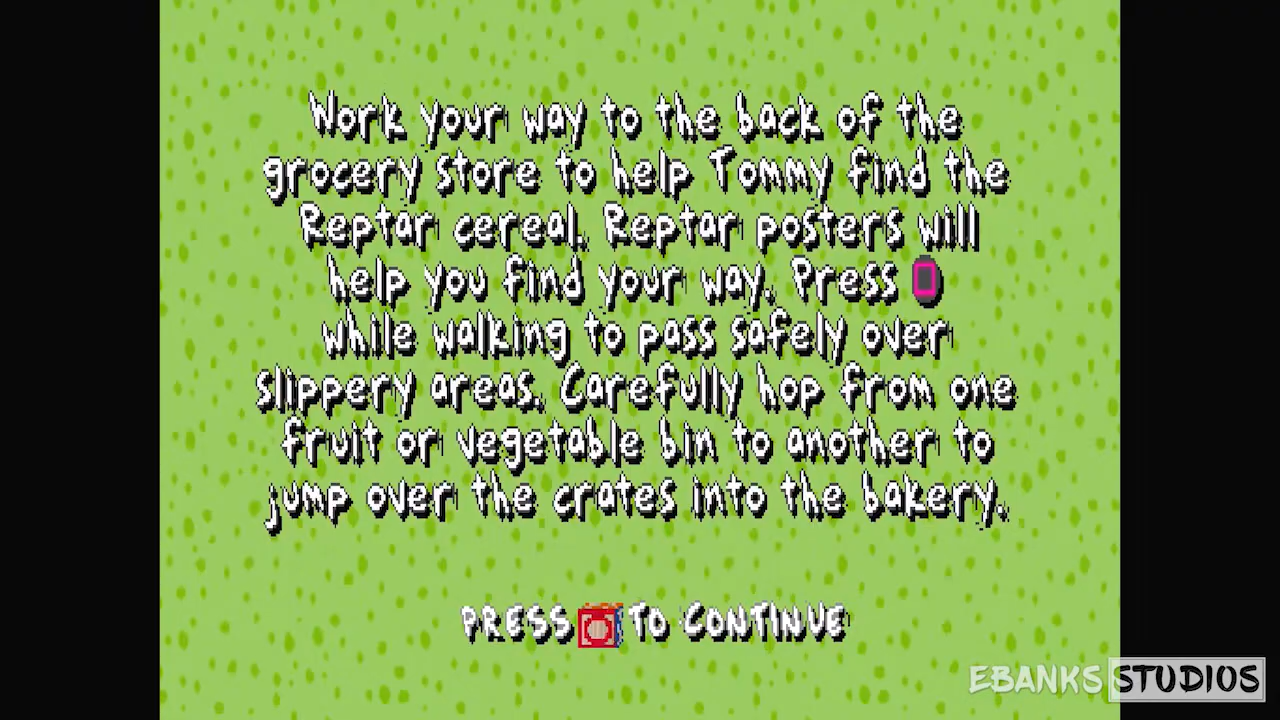 Work your way to the back of the
grocery store to help Tommy find the
Reptar cereal. Reptar posters will
help you find your way. Press
while walking to pass safely over
slippery areas. Carefully hop from one
fruit or vegetable bin to another to
jump over the crates into the bakery.
PRESS TO CONTINUE
EBANKS STUDIOS